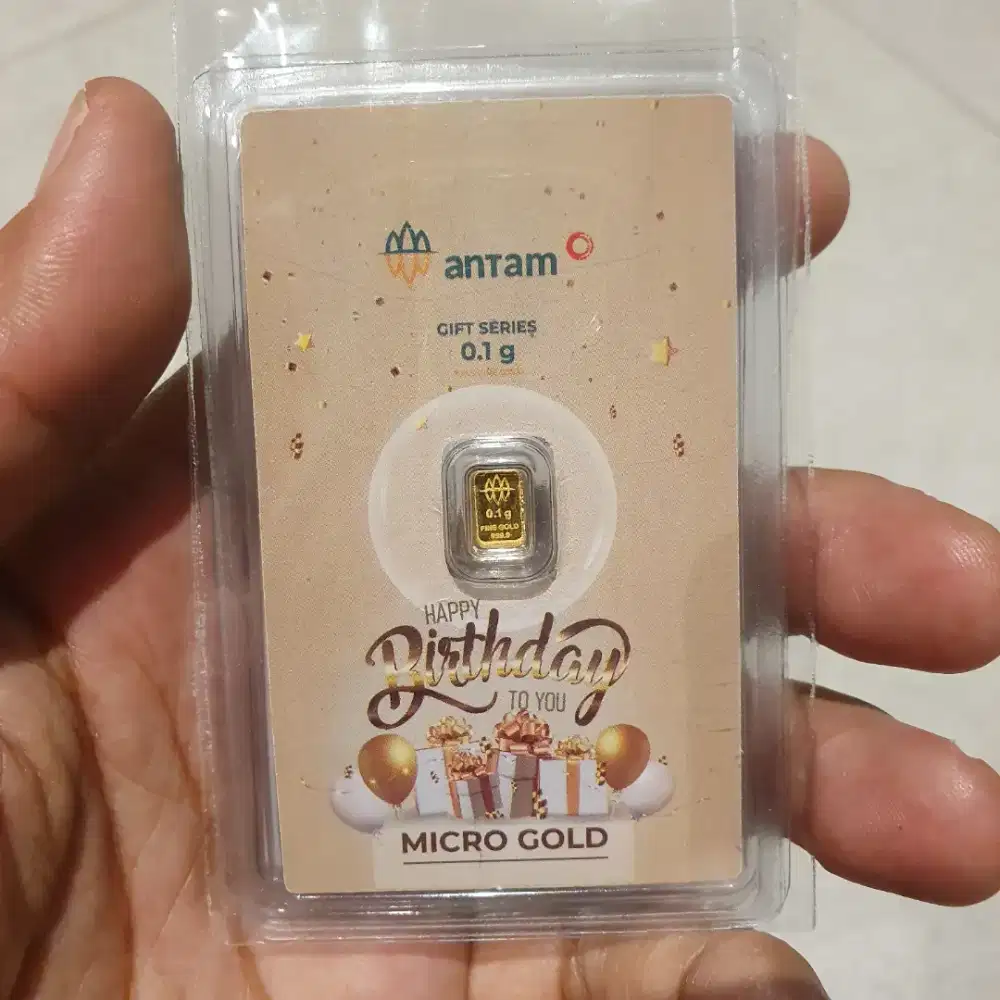 antam
GIFT SERIES
0.1 g
0.1 g
FINE GOLD
999.9
HAPPY
Birthday
TO YOU
MICRO GOLD